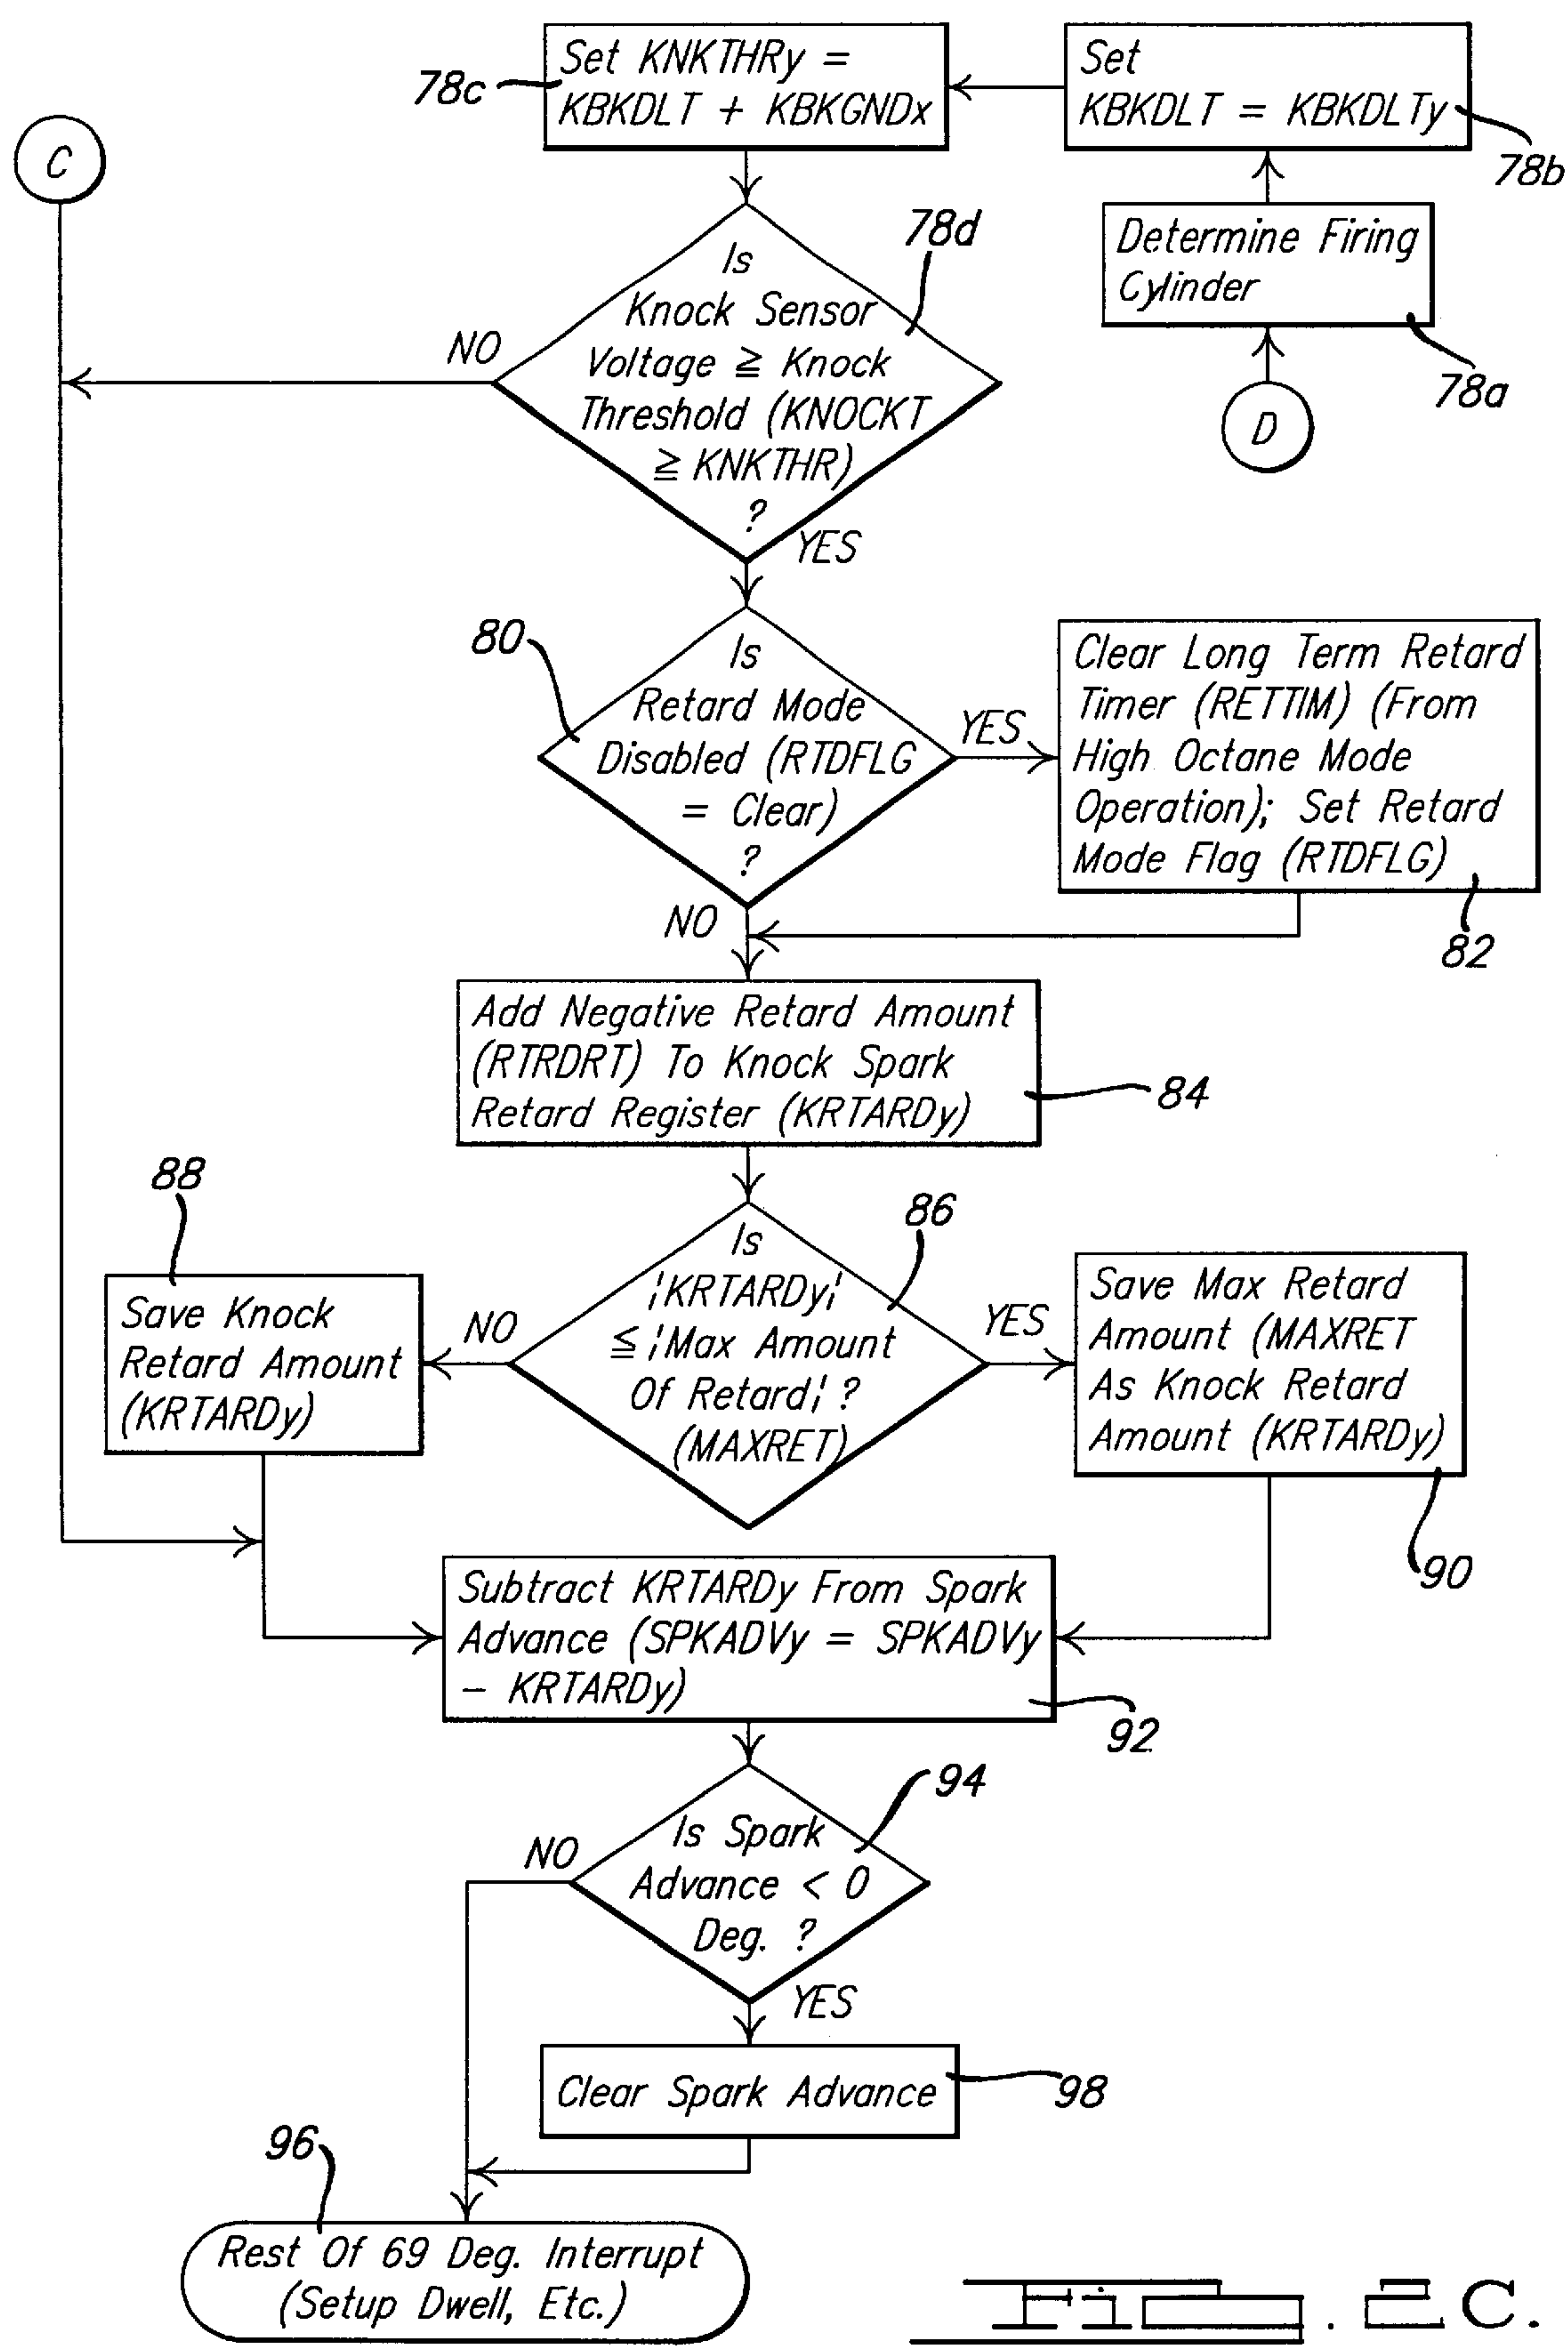 Set KNKTHRy =
KBKDLT + KBKGNDx
78c
Set
KBKDLT = KBKDLTy
78b
C
Determine Firing
Cylinder
78a
D
78d
Is
Knock Sensor
Voltage ≧ Knock
Threshold (KNOCKT
≧ KNKTHR)
?
NO
YES
80
Is
Retard Mode
Disabled (RTDFLG
= Clear)
?
YES
NO
Clear Long Term Retard
Timer (RETTIM) (From
High Octane Mode
Operation); Set Retard
Mode Flag (RTDFLG)
82
Add Negative Retard Amount
(RTRDRT) To Knock Spark
Retard Register (KRTARDy)
84
88
86
Is
¦KRTARDy¦
≦ ¦Max Amount
Of Retard¦ ?
(MAXRET)
NO
YES
Save Knock
Retard Amount
(KRTARDy)
Save Max Retard
Amount (MAXRET
As Knock Retard
Amount (KRTARDy)
90
Subtract KRTARDy From Spark
Advance (SPKADVy = SPKADVy
– KRTARDy)
92
94
Is Spark
Advance < 0
Deg. ?
NO
YES
Clear Spark Advance
98
96
Rest Of 69 Deg. Interrupt
(Setup Dwell, Etc.)
Fig. 2C.